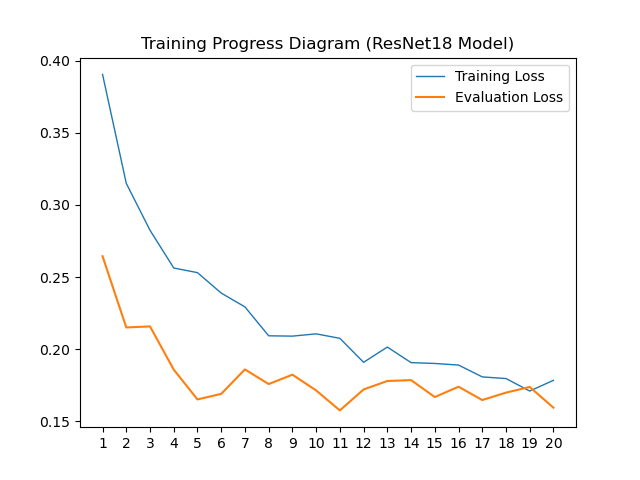 Training Progress Diagram (ResNet18 Model)
Training Loss
Evaluation Loss
0.40
0.35
0.30
0.25
0.20
0.15
1 2 3 4 5 6 7 8 9 10 11 12 13 14 15 16 17 18 19 20